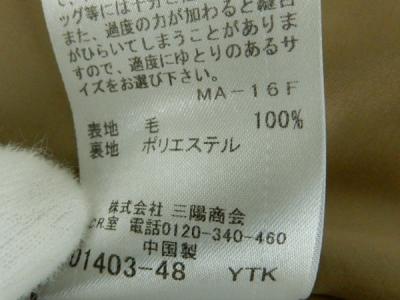 ッグ等には十分
また、過度の力が加わると縫目
がひらいてしまうことがありま
すので、過度にゆとりのあるサ
イズをお選び下さい。
MA-16F
表地 毛 100%
裏地 ポリエステル
株式会社 三陽商会
CR室 電話0120-340-460
中国製
01403-48 YTK